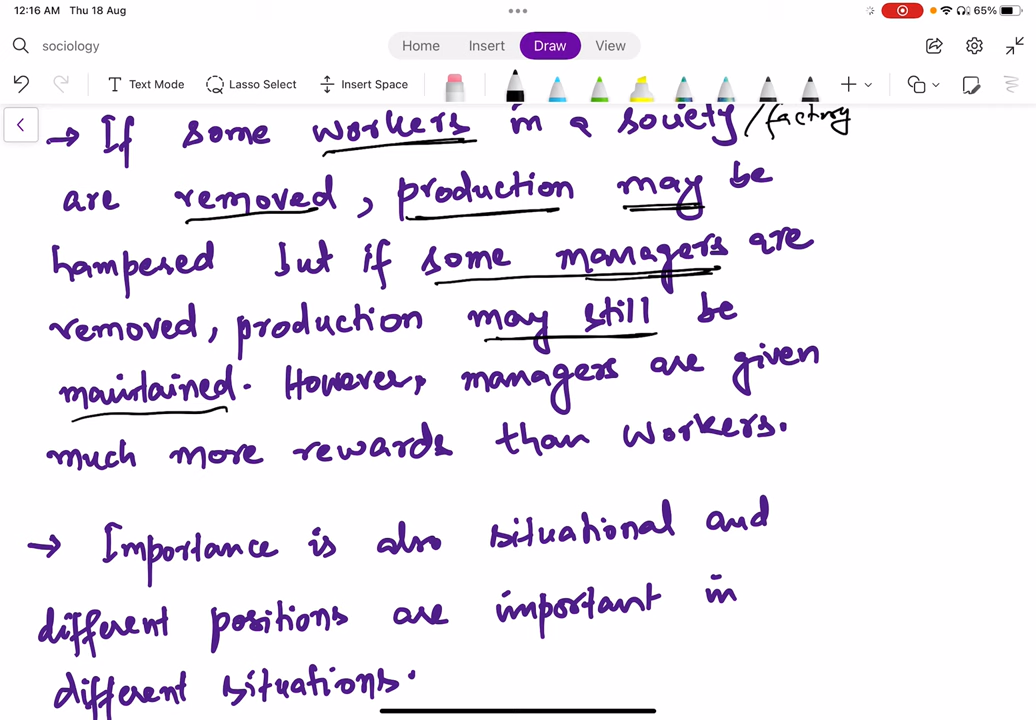 12:16 AM Thu 18 Aug
65%
sociology
Home Insert Draw View
Text Mode Lasso Select Insert Space
→ If some workers in a society/factory
are removed, production may be
hampered but if some managers are
removed, production may still be
maintained. However, managers are given
much more rewards than workers.
→ Importance is also situational and
different positions are important in
different situations.